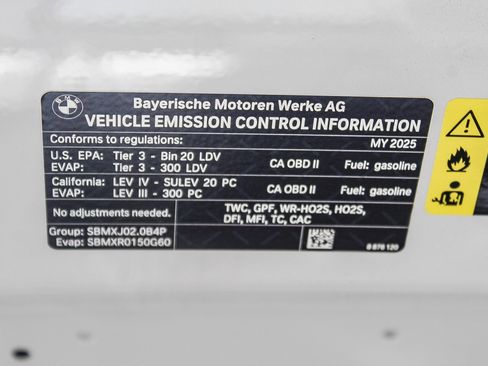 BMW
Bayerische Motoren Werke AG
VEHICLE EMISSION CONTROL INFORMATION
Conforms to regulations: MY 2025
U.S. EPA: Tier 3 - Bin 20 LDV CA OBD II Fuel: gasoline
EVAP: Tier 3 - 300 LDV
California: LEV IV - SULEV 20 PC CA OBD II Fuel: gasoline
EVAP: LEV III - 300 PC
No adjustments needed. TWC, GPF, WR-HO2S, HO2S,
DFI, MFI, TC, CAC
Group: SBMXJ02.0B4P
Evap: SBMXR0150G60 8 876 120